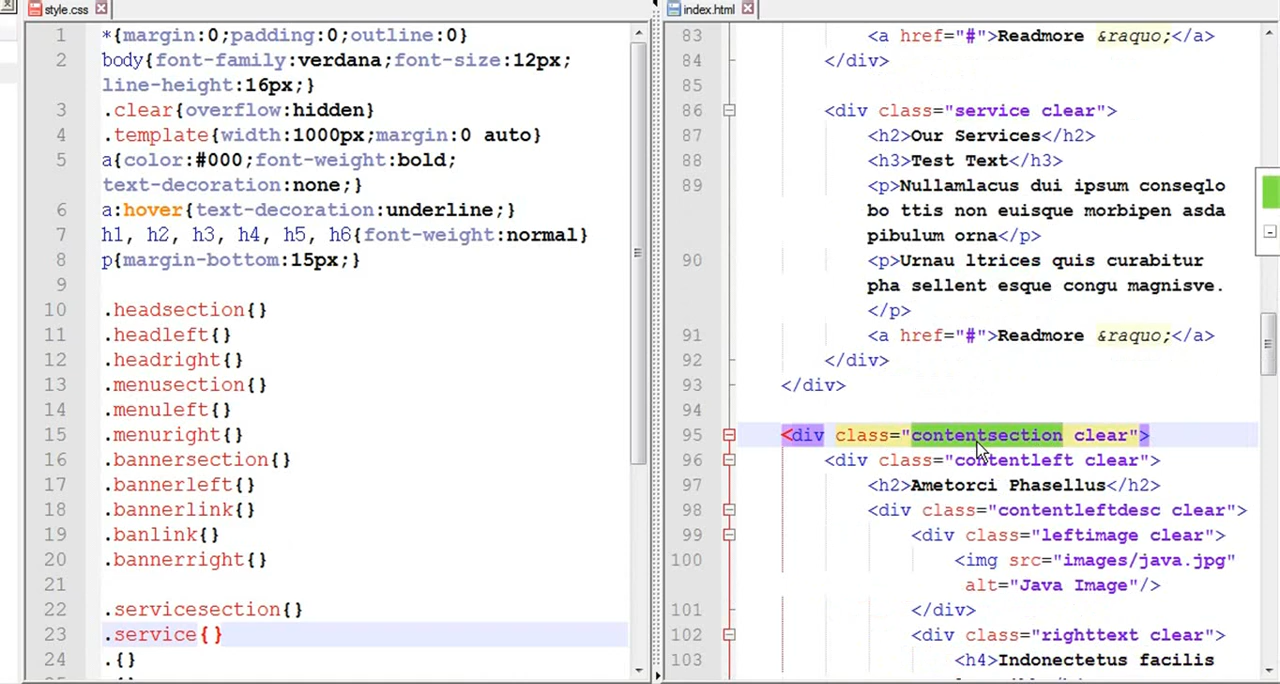 style.css
1 *{margin:0;padding:0;outline:0}
2 body{font-family:verdana;font-size:12px;
line-height:16px;}
3 .clear{overflow:hidden}
4 .template{width:1000px;margin:0 auto}
5 a{color:#000;font-weight:bold;
text-decoration:none;}
6 a:hover{text-decoration:underline;}
7 h1, h2, h3, h4, h5, h6{font-weight:normal}
8 p{margin-bottom:15px;}
9
10 .headsection{}
11 .headleft{}
12 .headright{}
13 .menusection{}
14 .menuleft{}
15 .menuright{}
16 .bannersection{}
17 .bannerleft{}
18 .bannerlink{}
19 .banlink{}
20 .bannerright{}
21
22 .servicesection{}
23 .service{}
24 .{}
index.html
83 <a href="#">Readmore &raquo;</a>
84 </div>
85
86 <div class="service clear">
87 <h2>Our Services</h2>
88 <h3>Test Text</h3>
89 <p>Nullamlacus dui ipsum conseqlo
bo ttis non euisque morbipen asda
pibulum orna</p>
90 <p>Urnau ltrices quis curabitur
pha sellent esque congu magnisve.
</p>
91 <a href="#">Readmore &raquo;</a>
92 </div>
93 </div>
94
95 <div class="contentsection clear">
96 <div class="contentleft clear">
97 <h2>Ametorci Phasellus</h2>
98 <div class="contentleftdesc clear">
99 <div class="leftimage clear">
100 <img src="images/java.jpg"
alt="Java Image"/>
101 </div>
102 <div class="righttext clear">
103 <h4>Indonectetus facilis